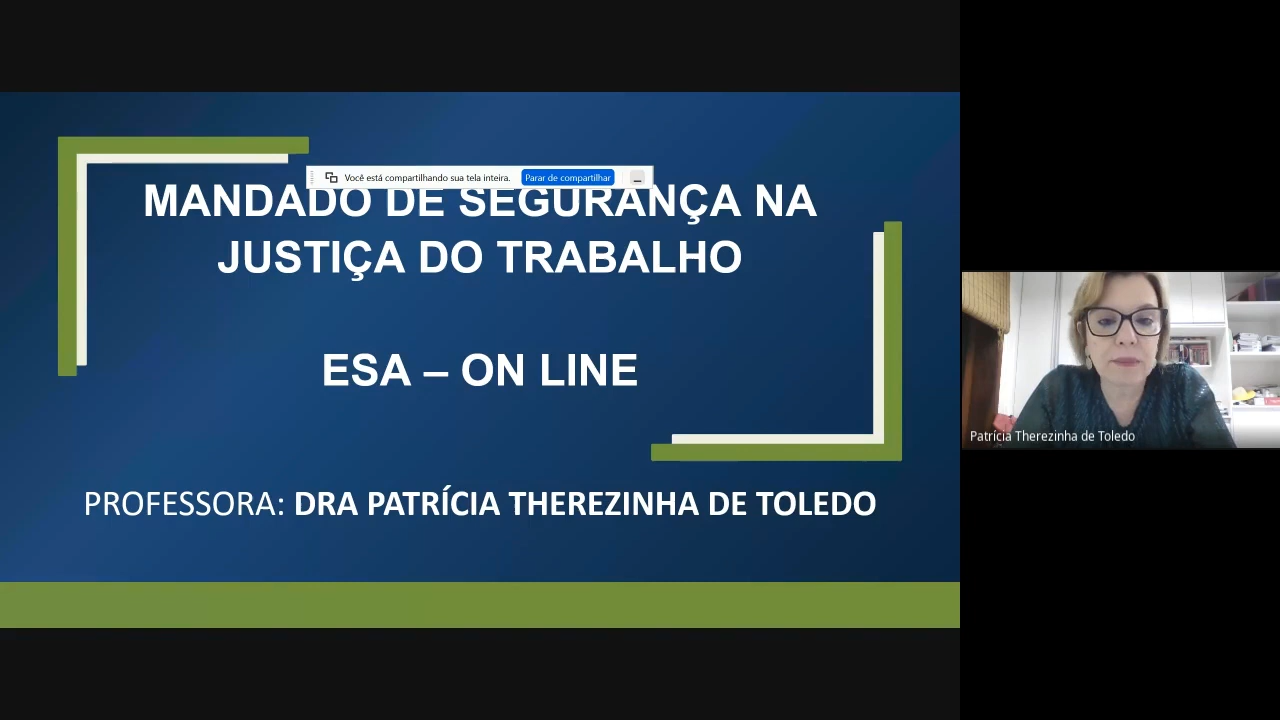 Você está compartilhando sua tela inteira. Parar de compartilhar
MANDADO DE SEGURANÇA NA
JUSTIÇA DO TRABALHO
ESA – ON LINE
PROFESSORA: DRA PATRÍCIA THEREZINHA DE TOLEDO
Patrícia Therezinha de Toledo